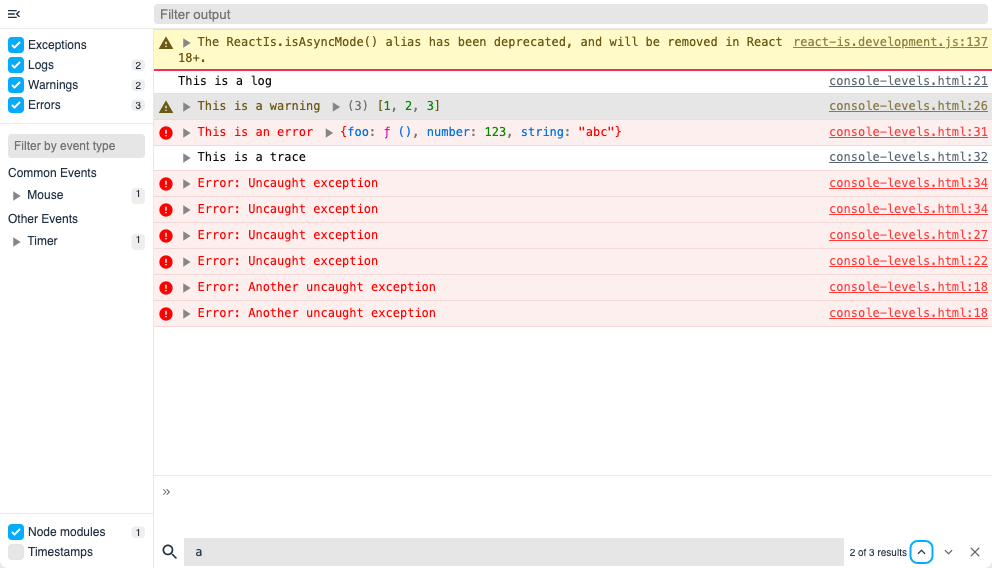 Filter output
Exceptions
Logs 2
Warnings 2
Errors 3
Filter by event type
Common Events
Mouse 1
Other Events
Timer 1
Node modules 1
Timestamps
The ReactIs.isAsyncMode() alias has been deprecated, and will be removed in React react-is.development.js:137
18+.
This is a log console-levels.html:21
This is a warning (3) [1, 2, 3] console-levels.html:26
This is an error {foo: ƒ (), number: 123, string: "abc"} console-levels.html:31
This is a trace console-levels.html:32
Error: Uncaught exception console-levels.html:34
Error: Uncaught exception console-levels.html:34
Error: Uncaught exception console-levels.html:27
Error: Uncaught exception console-levels.html:22
Error: Another uncaught exception console-levels.html:18
Error: Another uncaught exception console-levels.html:18
»
a 2 of 3 results